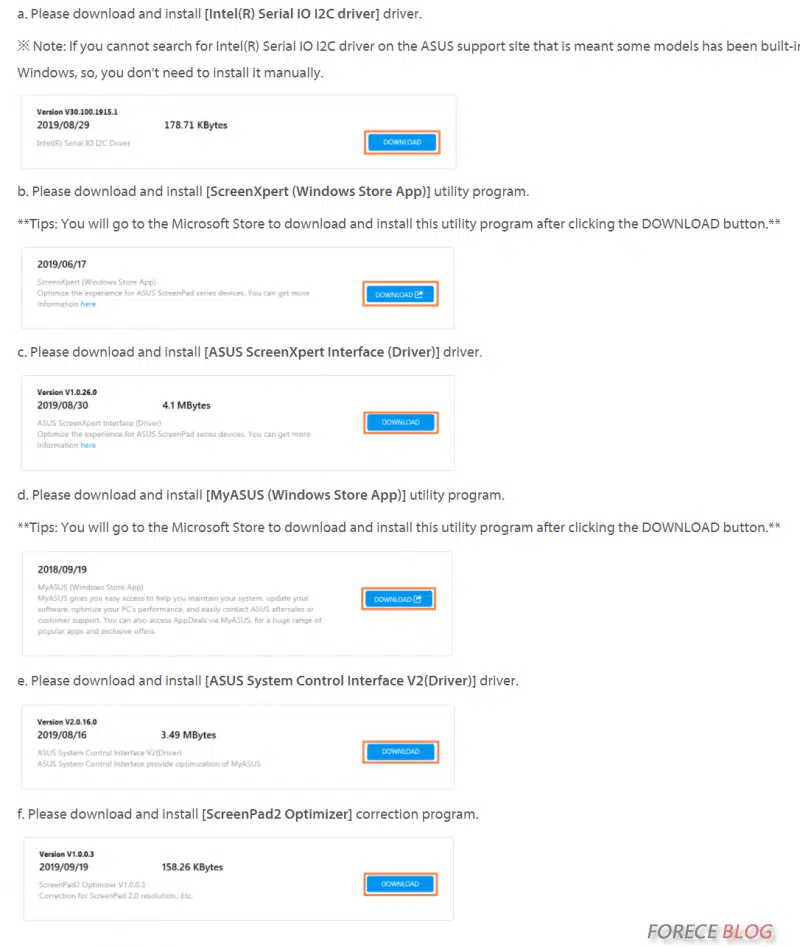 a. Please download and install [Intel(R) Serial IO I2C driver] driver.
※ Note: If you cannot search for Intel(R) Serial IO I2C driver on the ASUS support site that is meant some models has been built-in
Windows, so, you don't need to install it manually.
Version V30.100.1915.1
2019/08/29 178.71 KBytes
Intel(R) Serial IO I2C Driver
DOWNLOAD
b. Please download and install [ScreenXpert (Windows Store App)] utility program.
**Tips: You will go to the Microsoft Store to download and install this utility program after clicking the DOWNLOAD button.**
2019/06/17
ScreenXpert (Windows Store App)
Optimize the experience for ASUS ScreenPad series devices. You can get more
information here
DOWNLOAD
c. Please download and install [ASUS ScreenXpert Interface (Driver)] driver.
Version V1.0.26.0
2019/08/30 4.1 MBytes
ASUS ScreenXpert Interface (Driver)
Optimize the experience for ASUS ScreenPad series devices. You can get more
information here
DOWNLOAD
d. Please download and install [MyASUS (Windows Store App)] utility program.
**Tips: You will go to the Microsoft Store to download and install this utility program after clicking the DOWNLOAD button.**
2018/09/19
MyASUS (Windows Store App)
MyASUS gives you easy access to help you maintain your system, update your
software, optimize your PC's performance, and easily contact ASUS aftersales or
customer support. You can also access AppDeals via MyASUS, for a huge range of
popular apps and exclusive offers.
DOWNLOAD
e. Please download and install [ASUS System Control Interface V2(Driver)] driver.
Version V2.0.16.0
2019/08/16 3.49 MBytes
ASUS System Control Interface V2(Driver)
ASUS System Control Interface provide optimization of MyASUS
DOWNLOAD
f. Please download and install [ScreenPad2 Optimizer] correction program.
Version V1.0.0.3
2019/09/19 158.26 KBytes
ScreenPad2 Optimizer V1.0.0.3
Correction for ScreenPad 2.0 resolution.. Etc.
DOWNLOAD
FORECE BLOG